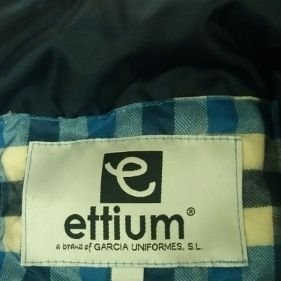 e
ettium®
a brand of GARCIA UNIFORMES, S.L.